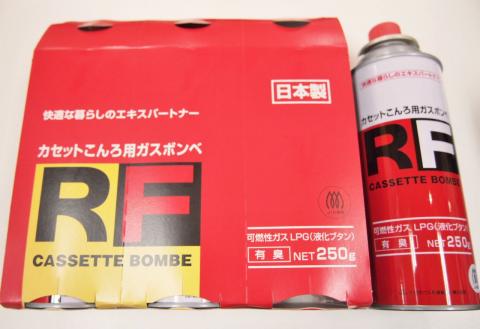 日本製
快適な暮らしのエキスパートナー
カセットこんろ用ガスボンベ
RF
CASSETTE BOMBE
可燃性ガス LPG(液化ブタン)
有臭 NET 250g
快適な暮らしのエキスパートナー
カセットこんろ用ガスボンベ
RF
CASSETTE BOMBE
可燃性ガス LPG(液化ブタン)
有臭 NET 250g